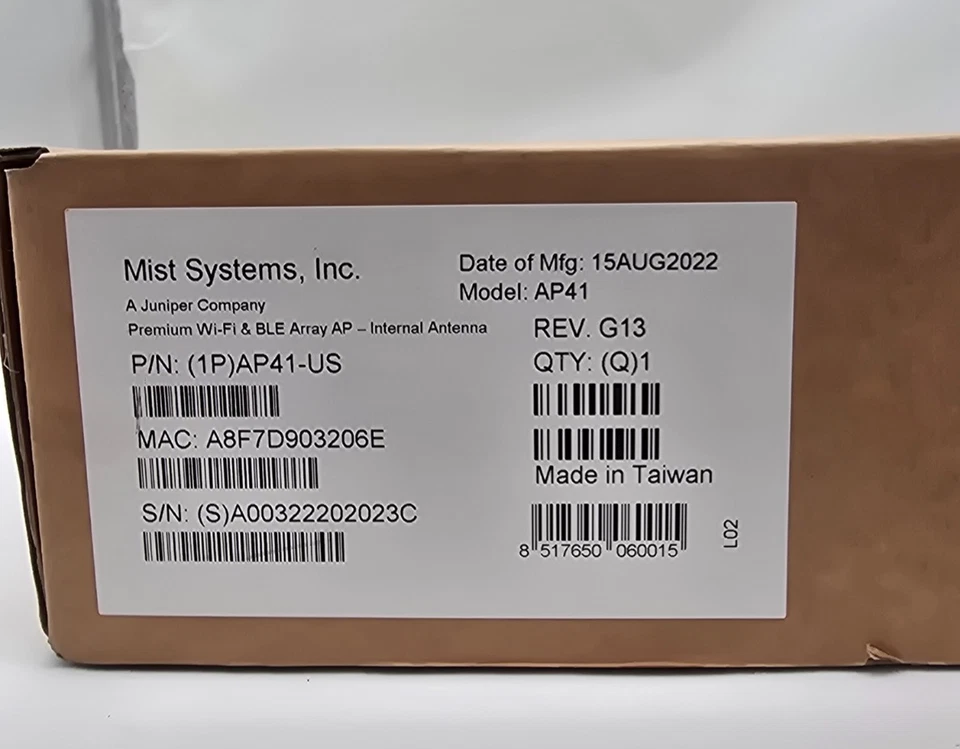 Mist Systems, Inc.
A Juniper Company
Premium Wi-Fi & BLE Array AP – Internal Antenna
P/N: (1P)AP41-US
MAC: A8F7D903206E
S/N: (S)A00322202023C
Date of Mfg: 15AUG2022
Model: AP41
REV. G13
QTY: (Q)1
Made in Taiwan
8 517650 060015
L02